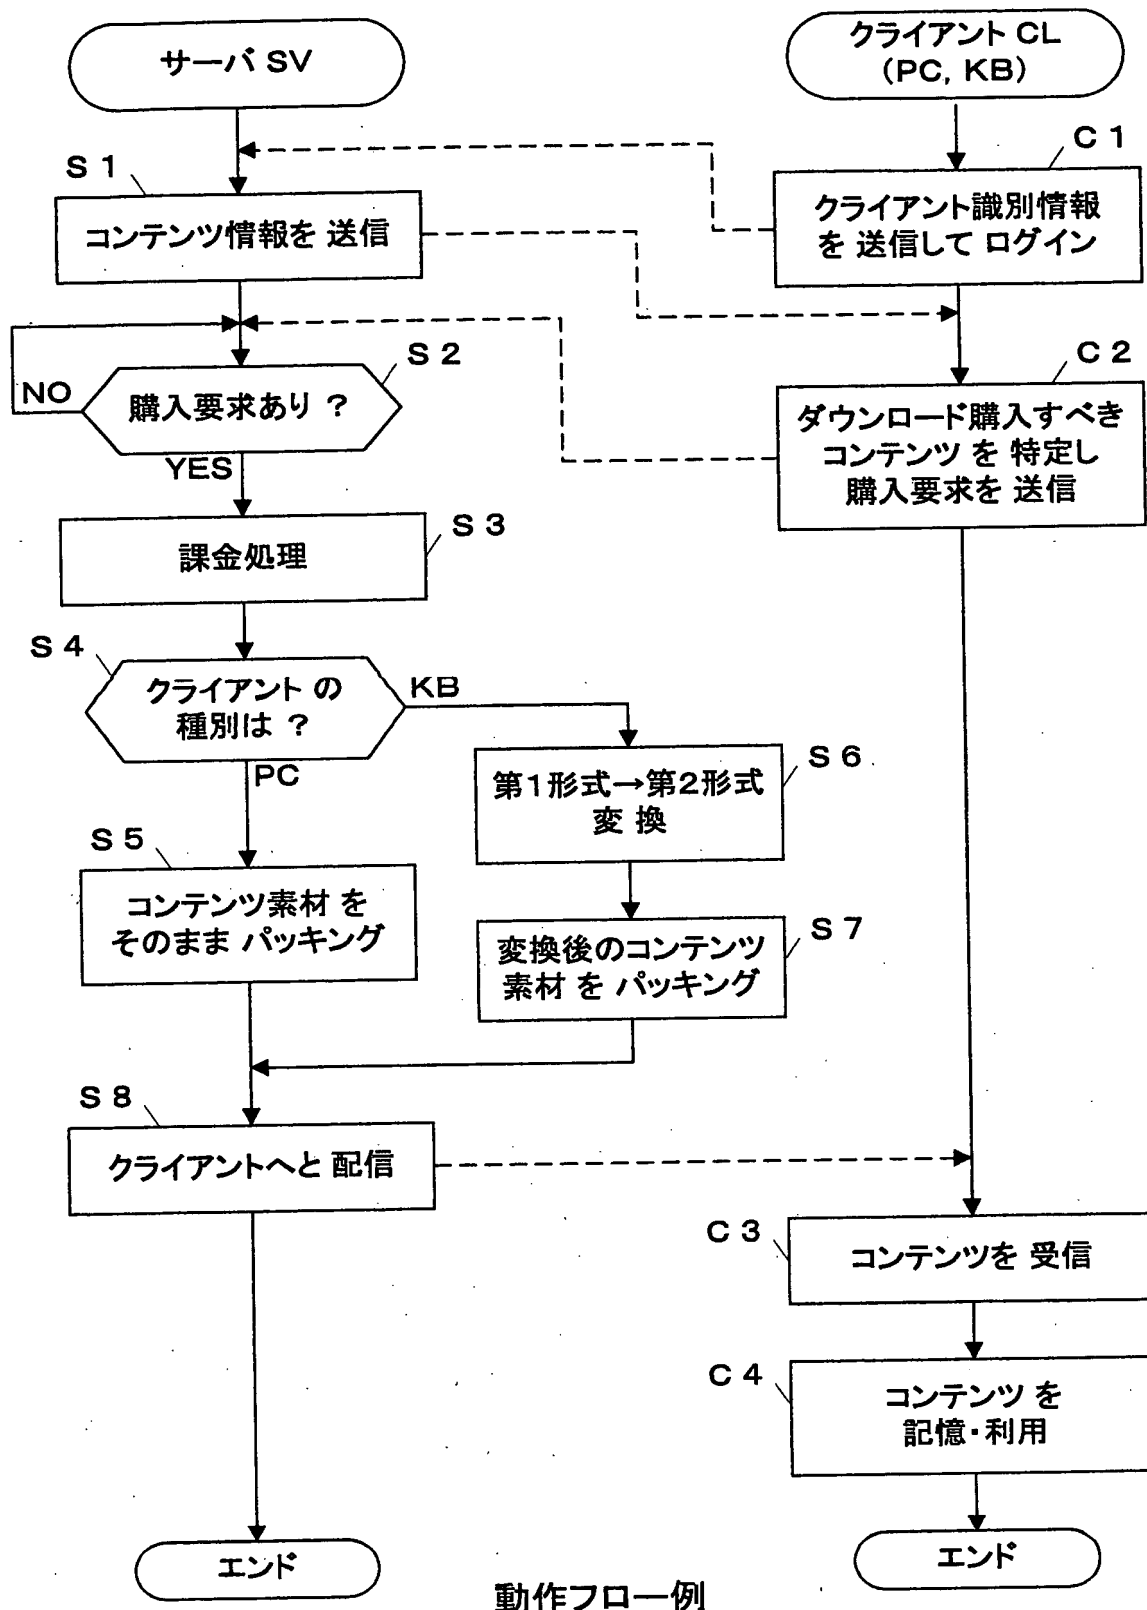 サーバ SV
S 1
コンテンツ情報を 送信
S 2
購入要求あり ?
NO
YES
S 3
課金処理
S 4
クライアント の
種別は ?
KB
PC
S 5
コンテンツ素材 を
そのまま パッキング
S 6
第1形式→第2形式
変 換
S 7
変換後のコンテンツ
素材 を パッキング
S 8
クライアントへと 配信
エンド
クライアント CL
(PC, KB)
C 1
クライアント識別情報
を 送信して ログイン
C 2
ダウンロード購入すべき
コンテンツ を 特定し
購入要求を 送信
C 3
コンテンツを 受信
C 4
コンテンツ を
記憶・利用
エンド
動作フロー例